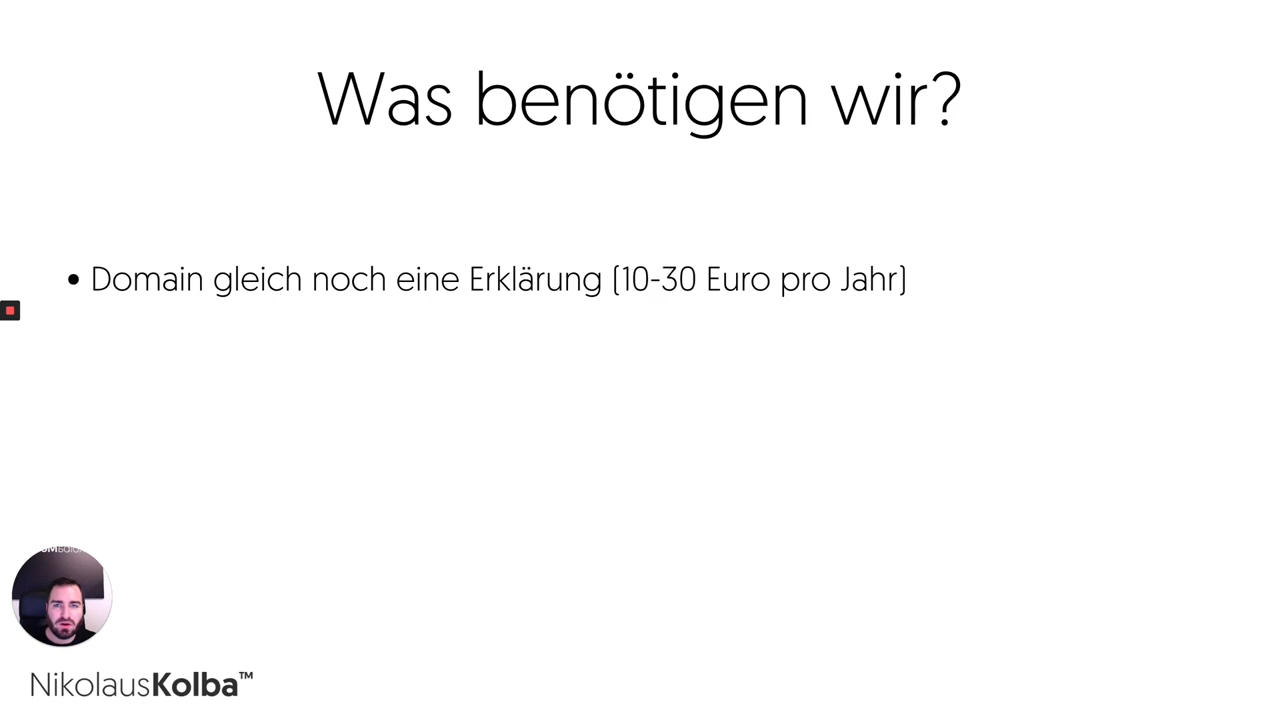 Was benötigen wir?
• Domain gleich noch eine Erklärung (10-30 Euro pro Jahr)
NikolausKolba™